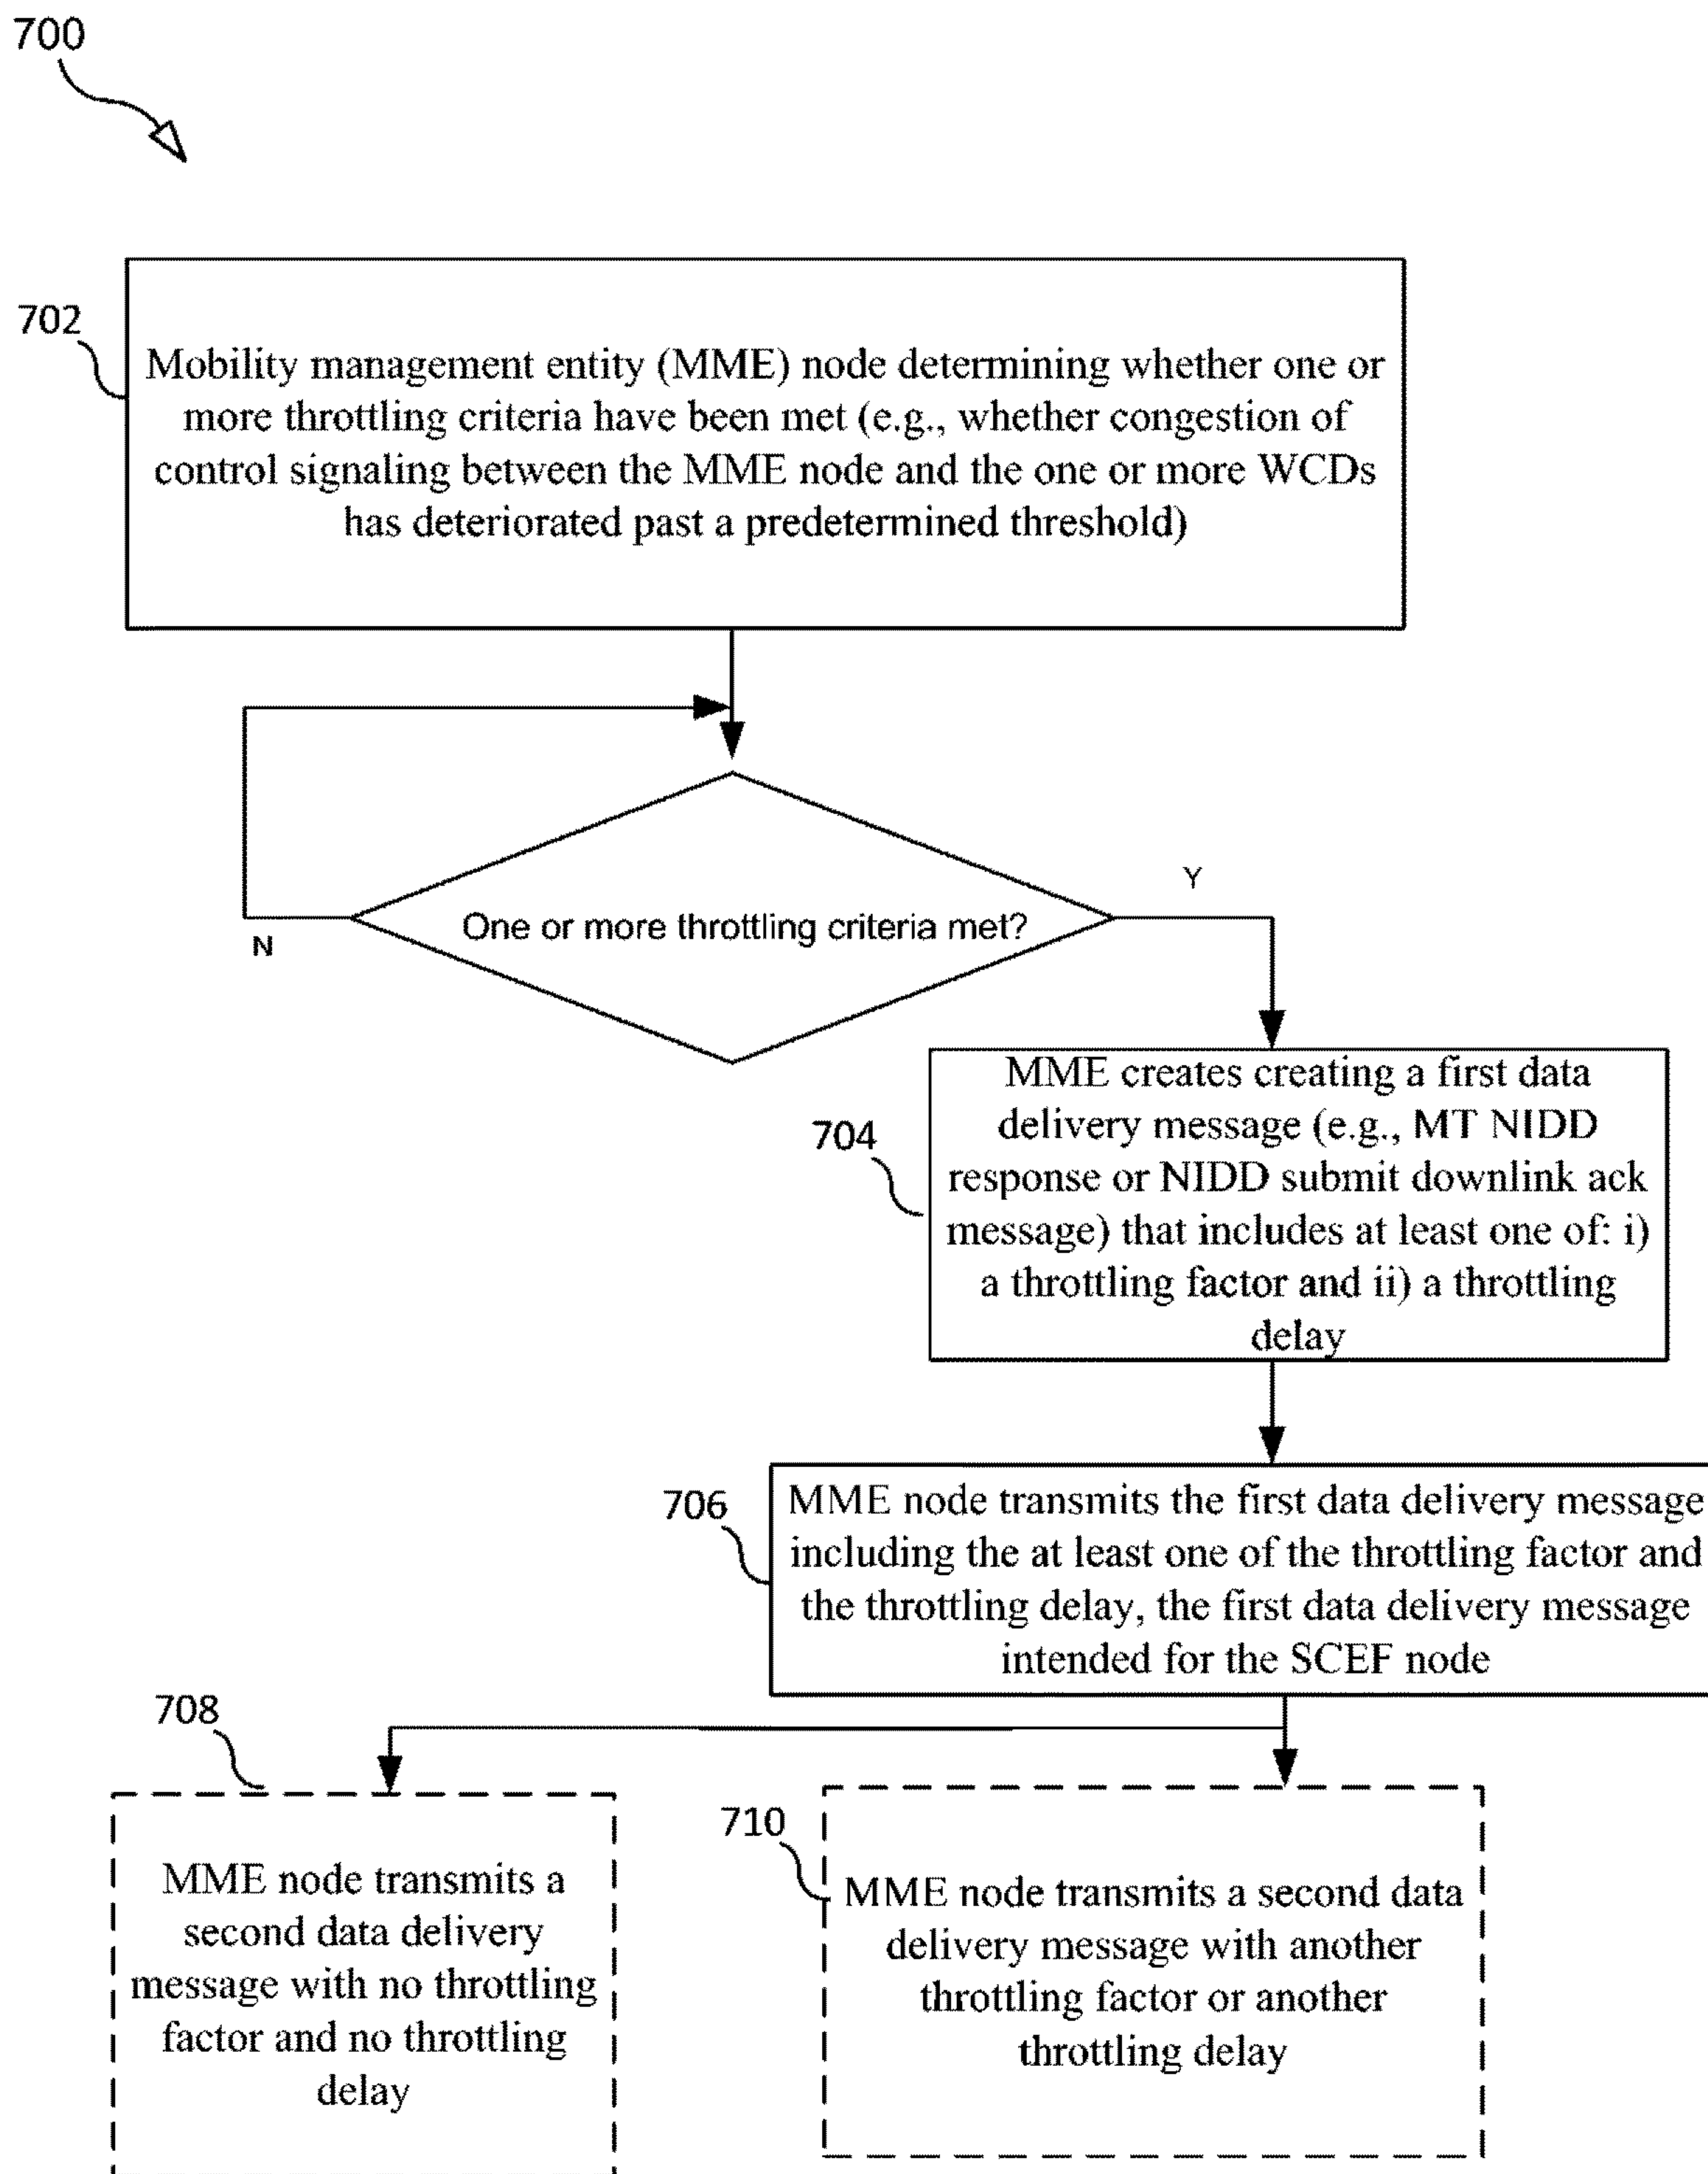 700
702
Mobility management entity (MME) node determining whether one or
more throttling criteria have been met (e.g., whether congestion of
control signaling between the MME node and the one or more WCDs
has deteriorated past a predetermined threshold)
One or more throttling criteria met?
N
Y
704
MME creates creating a first data
delivery message (e.g., MT NIDD
response or NIDD submit downlink ack
message) that includes at least one of: i)
a throttling factor and ii) a throttling
delay
706
MME node transmits the first data delivery message
including the at least one of the throttling factor and
the throttling delay, the first data delivery message
intended for the SCEF node
708
MME node transmits a
second data delivery
message with no throttling
factor and no throttling
delay
710
MME node transmits a second data
delivery message with another
throttling factor or another
throttling delay